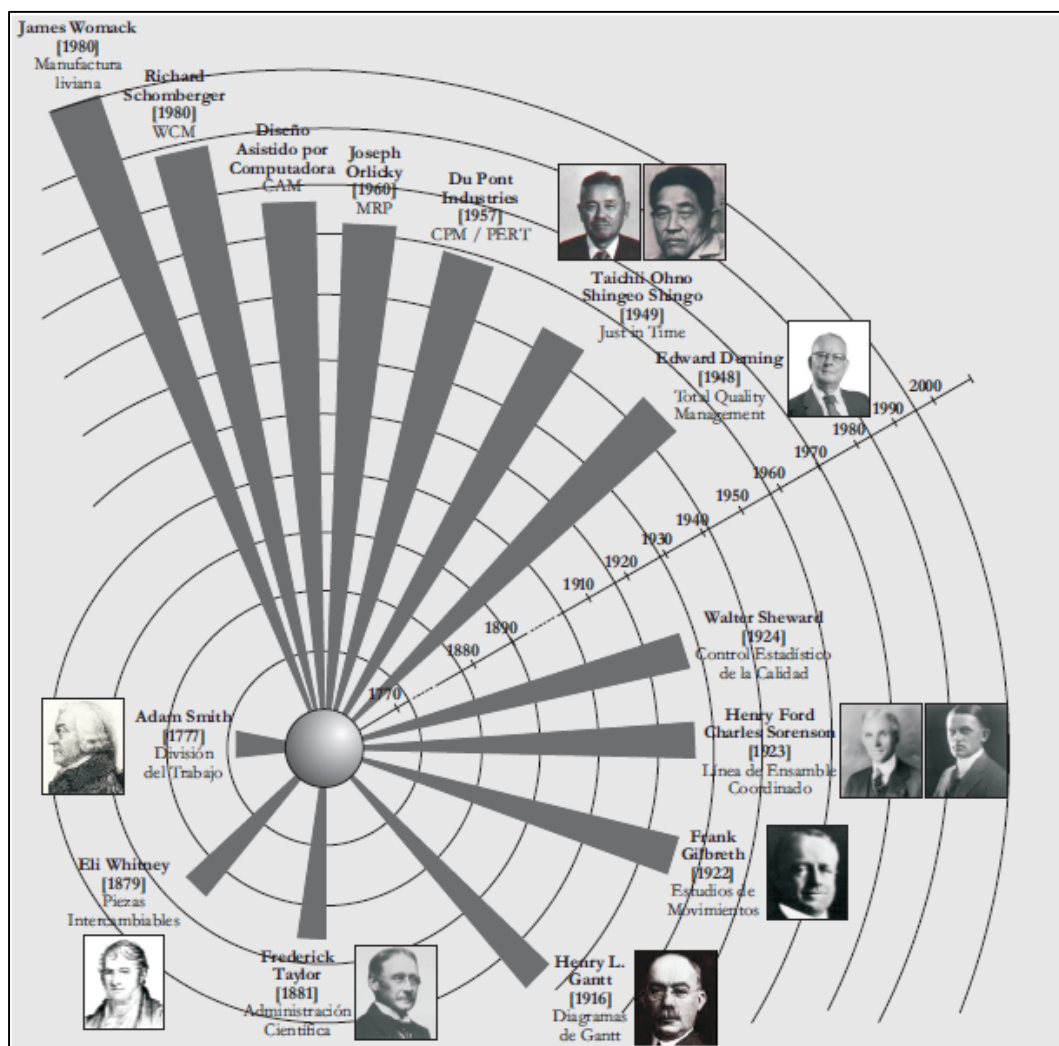 James Womack
[1980]
Manufactura
liviana
Richard
Schomberger
[1980]
WCM
Diseño
Asistido por
Computadora
CAM
Joseph
Orlicky
[1960]
MRP
Du Pont
Industries
[1957]
CPM / PERT
Taichii Ohno
Shingeo Shingo
[1949]
Just in Time
Edward Deming
[1948]
Total Quality
Management
2000
1990
1980
1970
1960
1950
1940
1930
1920
1910
1890
1880
1770
Walter Sheward
[1924]
Control Estadístico
de la Calidad
Henry Ford
Charles Sorenson
[1923]
Línea de Ensamble
Coordinado
Frank
Gilbreth
[1922]
Estudios de
Movimientos
Henry L.
Gantt
[1916]
Diagramas
de Gantt
Frederick
Taylor
[1881]
Administración
Científica
Eli Whitney
[1879]
Piezas
Intercambiables
Adam Smith
[1777]
División
del Trabajo